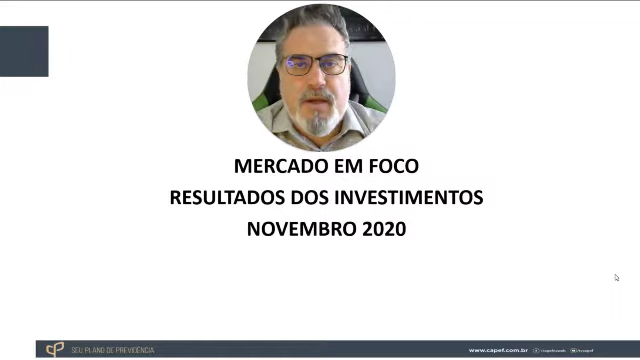 MERCADO EM FOCO
RESULTADOS DOS INVESTIMENTOS
NOVEMBRO 2020
SEU PLANO DE PREVIDÊNCIA
www.capef.com.br